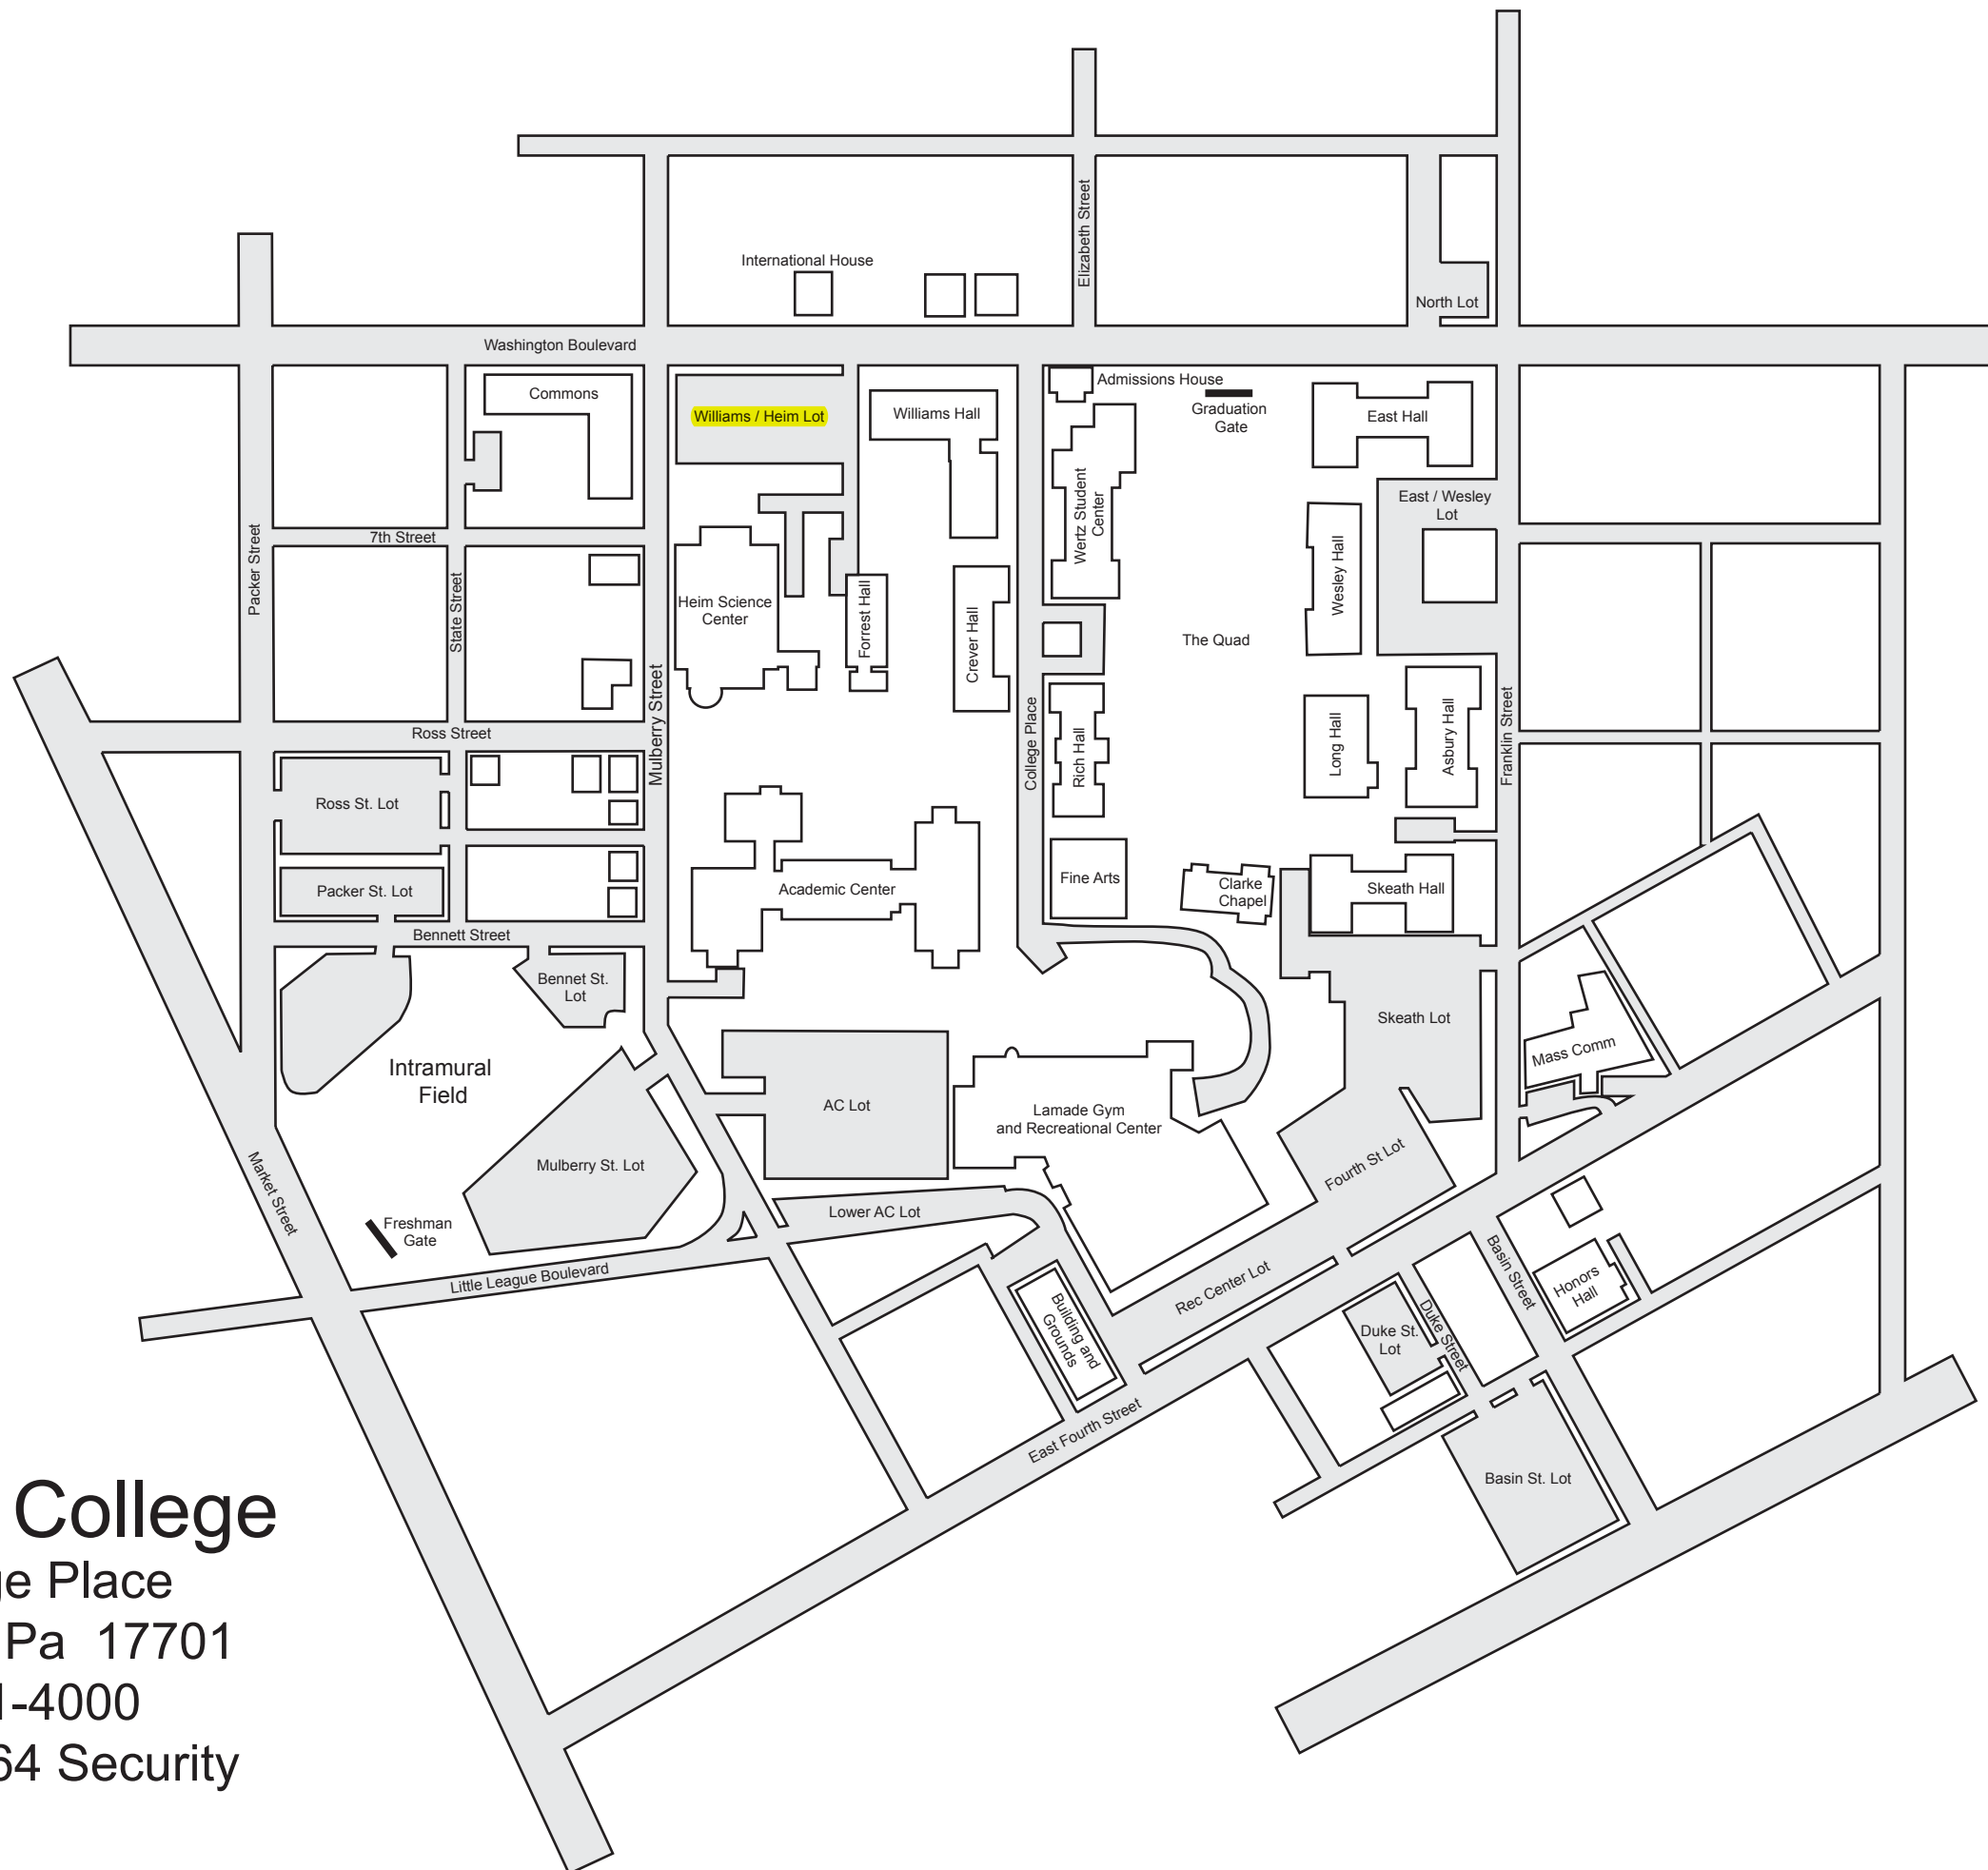 Elizabeth Street
International House
North Lot
Washington Boulevard
Commons
Williams / Heim Lot
Williams Hall
Admissions House
Graduation
Gate
East Hall
East / Wesley
Lot
Wertz Student
Center
Packer Street
7th Street
State Street
Heim Science
Center
Forrest Hall
Crever Hall
Wesley Hall
The Quad
Mulberry Street
Ross Street
College Place
Rich Hall
Long Hall
Asbury Hall
Franklin Street
Ross St. Lot
Packer St. Lot
Academic Center
Fine Arts
Clarke
Chapel
Skeath Hall
Bennett Street
Bennet St.
Lot
Skeath Lot
Mass Comm
Intramural
Field
AC Lot
Lamade Gym
and Recreational Center
Mulberry St. Lot
Fourth St Lot
Market Street
Freshman
Gate
Lower AC Lot
Little League Boulevard
Rec Center Lot
Basin Street
Honors
Hall
Building and
Grounds
Duke St.
Lot
Duke Street
East Fourth Street
Basin St. Lot
College
Place
Pa 17701
-4000
64 Security